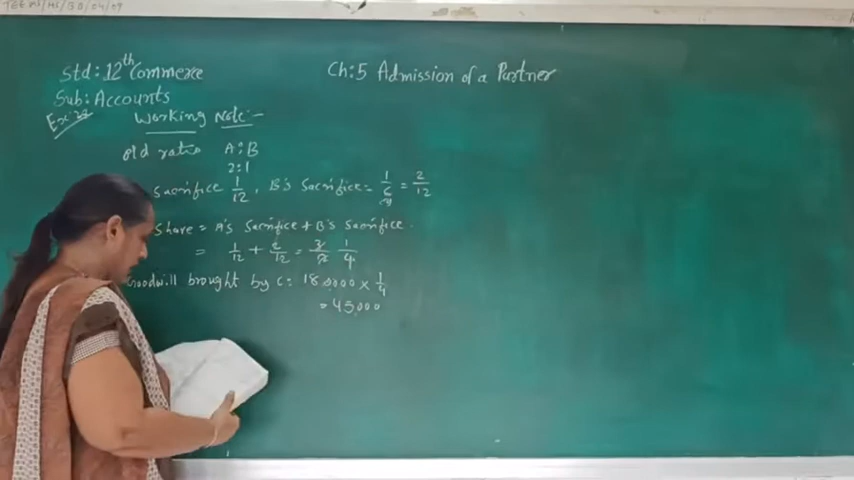 Std: 12th Commerce
Ch:5 Admission of a Partner
Sub: Accounts
Working Note:-
old ratio A:B
2:1
Sacrifice 1/12, B's Sacrifice = 1/6 = 2/12
Share = A's Sacrifice + B's Sacrifice
= 1/12 + 2/12 = 3/12 1/4
Goodwill brought by C: 180000 × 1/4
= 45000